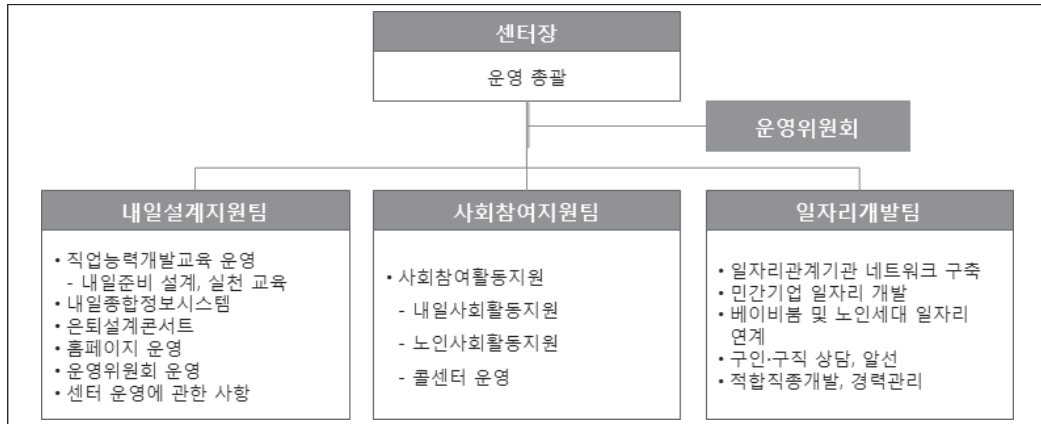 센터장
운영 총괄
운영위원회
내일설계지원팀
• 직업능력개발교육 운영
- 내일준비 설계, 실천 교육
• 내일종합정보시스템
• 은퇴설계콘서트
• 홈페이지 운영
• 운영위원회 운영
• 센터 운영에 관한 사항
사회참여지원팀
• 사회참여활동지원
- 내일사회활동지원
- 노인사회활동지원
- 콜센터 운영
일자리개발팀
• 일자리관계기관 네트워크 구축
• 민간기업 일자리 개발
• 베이비붐 및 노인세대 일자리
연계
• 구인·구직 상담, 알선
• 적합직종개발, 경력관리